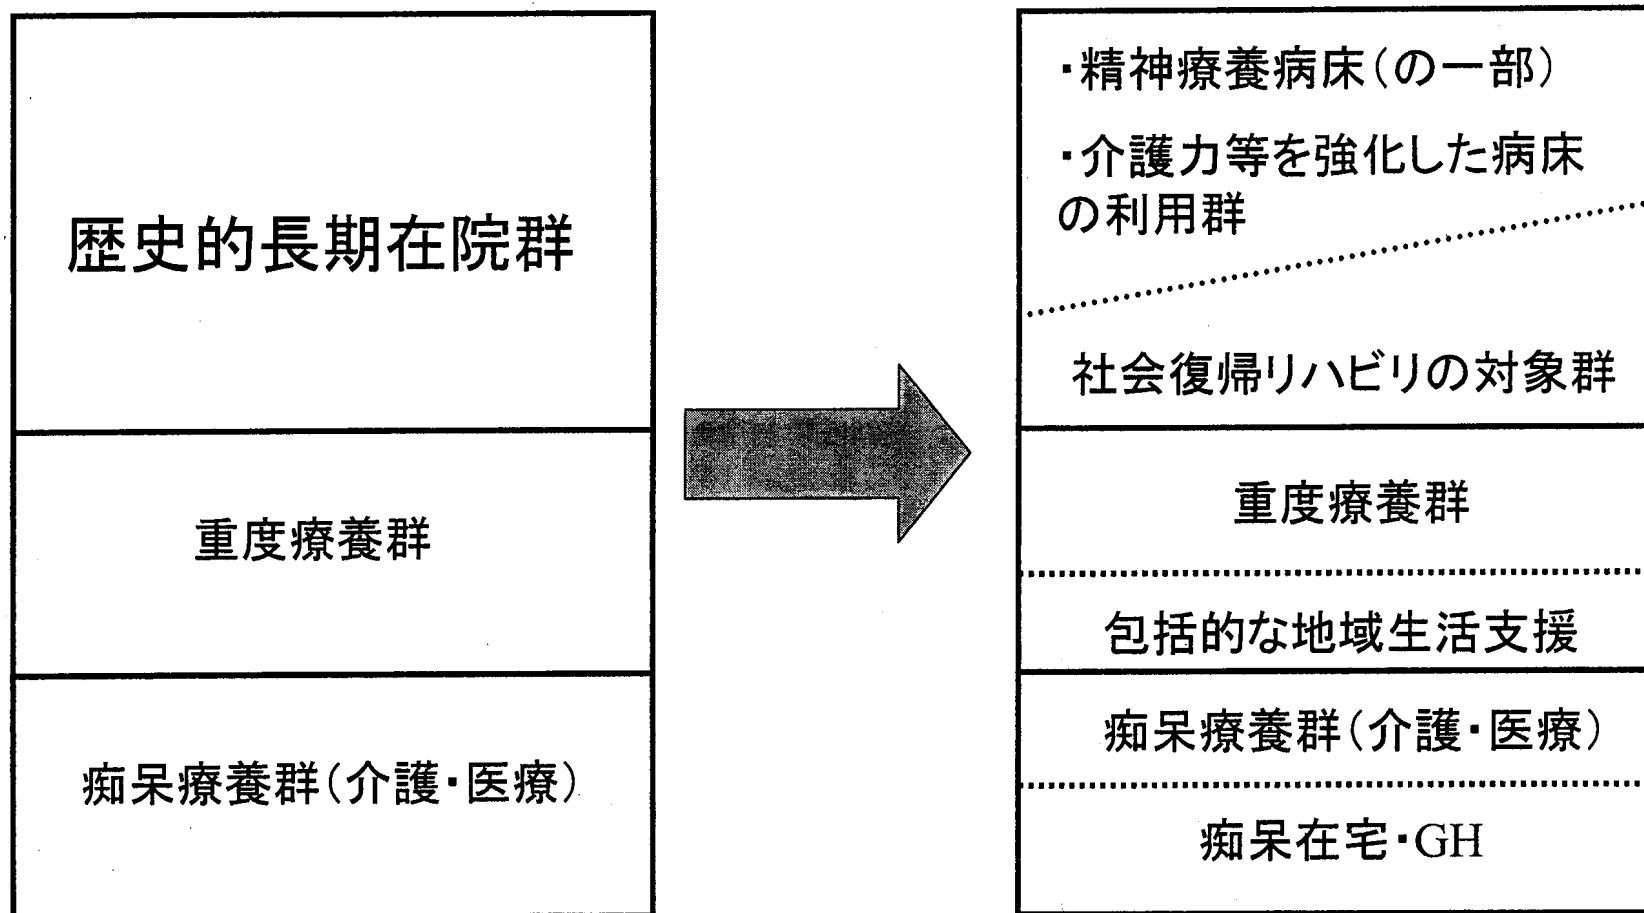 歴史的長期在院群
重度療養群
痴呆療養群(介護・医療)
・精神療養病床(の一部)
・介護力等を強化した病床
の利用群
社会復帰リハビリの対象群
重度療養群
包括的な地域生活支援
痴呆療養群(介護・医療)
痴呆在宅・GH